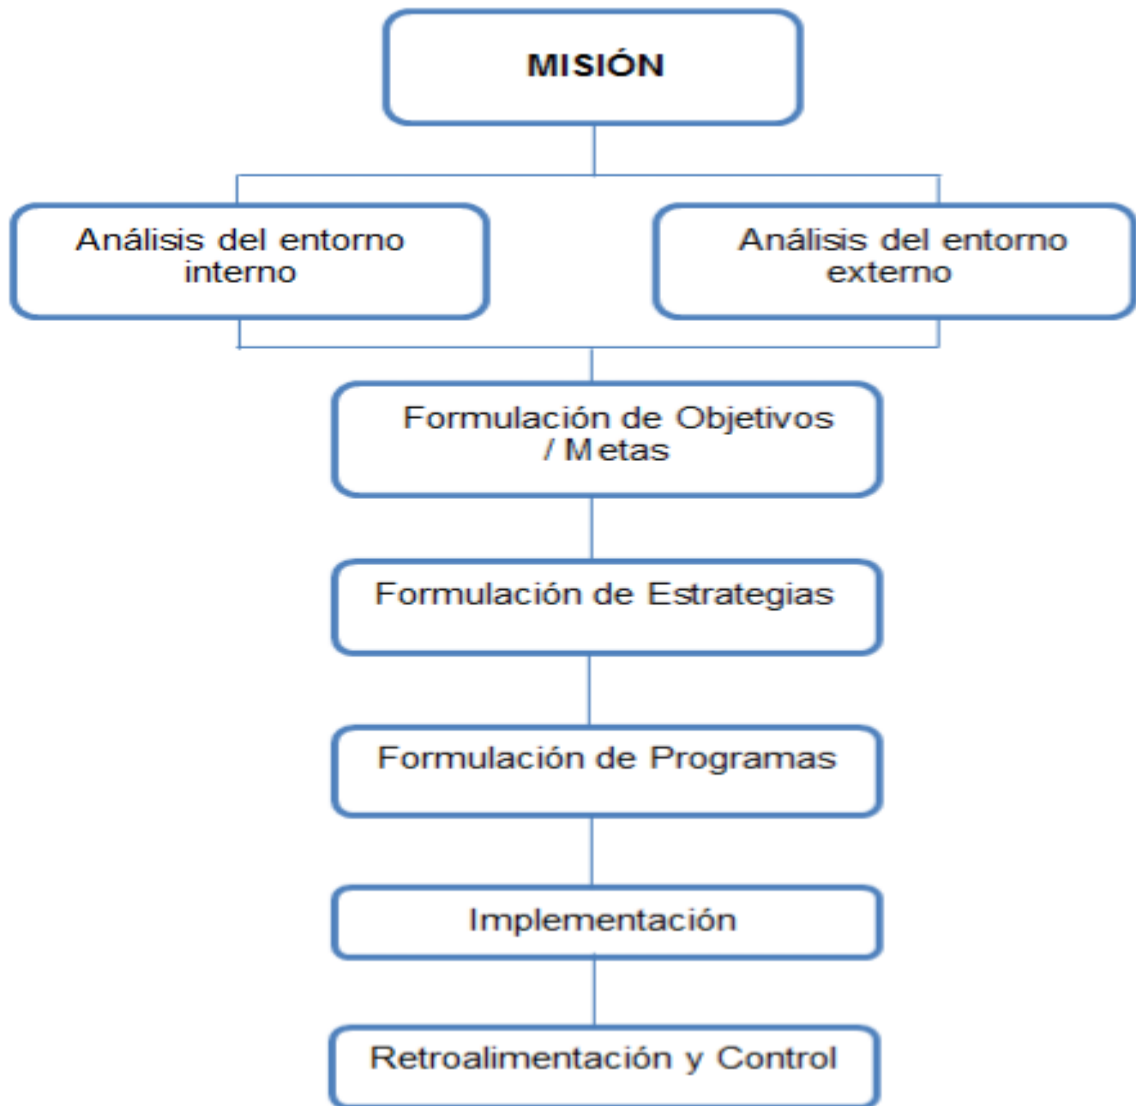 MISIÓN
Análisis del entorno
interno
Análisis del entorno
externo
Formulación de Objetivos
/ Metas
Formulación de Estrategias
Formulación de Programas
Implementación
Retroalimentación y Control